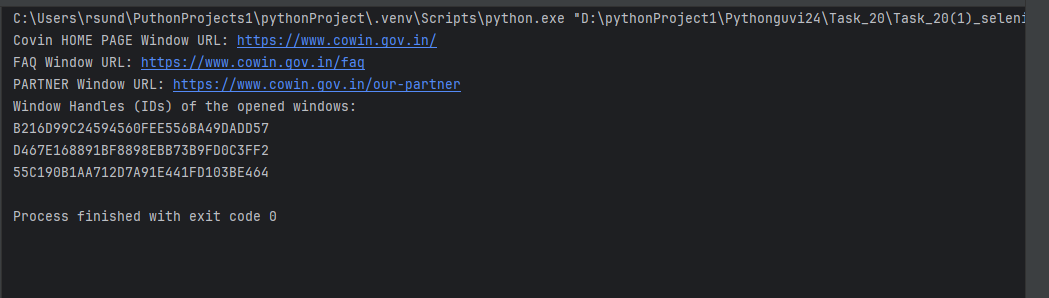 C:\Users\rsund\PuthonProjects1\pythonProject\.venv\Scripts\python.exe "D:\pythonProject1\Pythonguvi24\Task_20\Task_20(1)_seleni
Covin HOME PAGE Window URL: https://www.cowin.gov.in/
FAQ Window URL: https://www.cowin.gov.in/faq
PARTNER Window URL: https://www.cowin.gov.in/our-partner
Window Handles (IDs) of the opened windows:
B216D99C24594560FEE556BA49DADD57
D467E168891BF8898EBB73B9FD0C3FF2
55C190B1AA712D7A91E441FD103BE464
Process finished with exit code 0